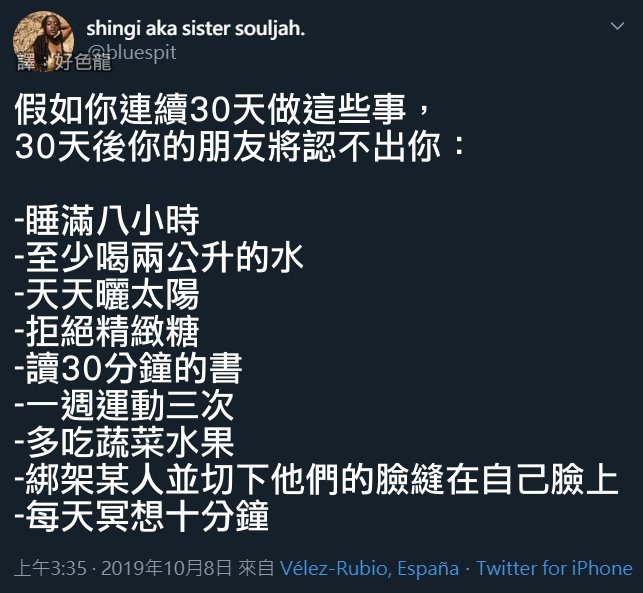 shingi aka sister souljah.
@bluespit
譯：好色龍
假如你連續30天做這些事，
30天後你的朋友將認不出你：
-睡滿八小時
-至少喝兩公升的水
-天天曬太陽
-拒絕精緻糖
-讀30分鐘的書
-一週運動三次
-多吃蔬菜水果
-綁架某人並切下他們的臉縫在自己臉上
-每天冥想十分鐘
上午3:35 · 2019年10月8日 來自 Vélez-Rubio, España · Twitter for iPhone